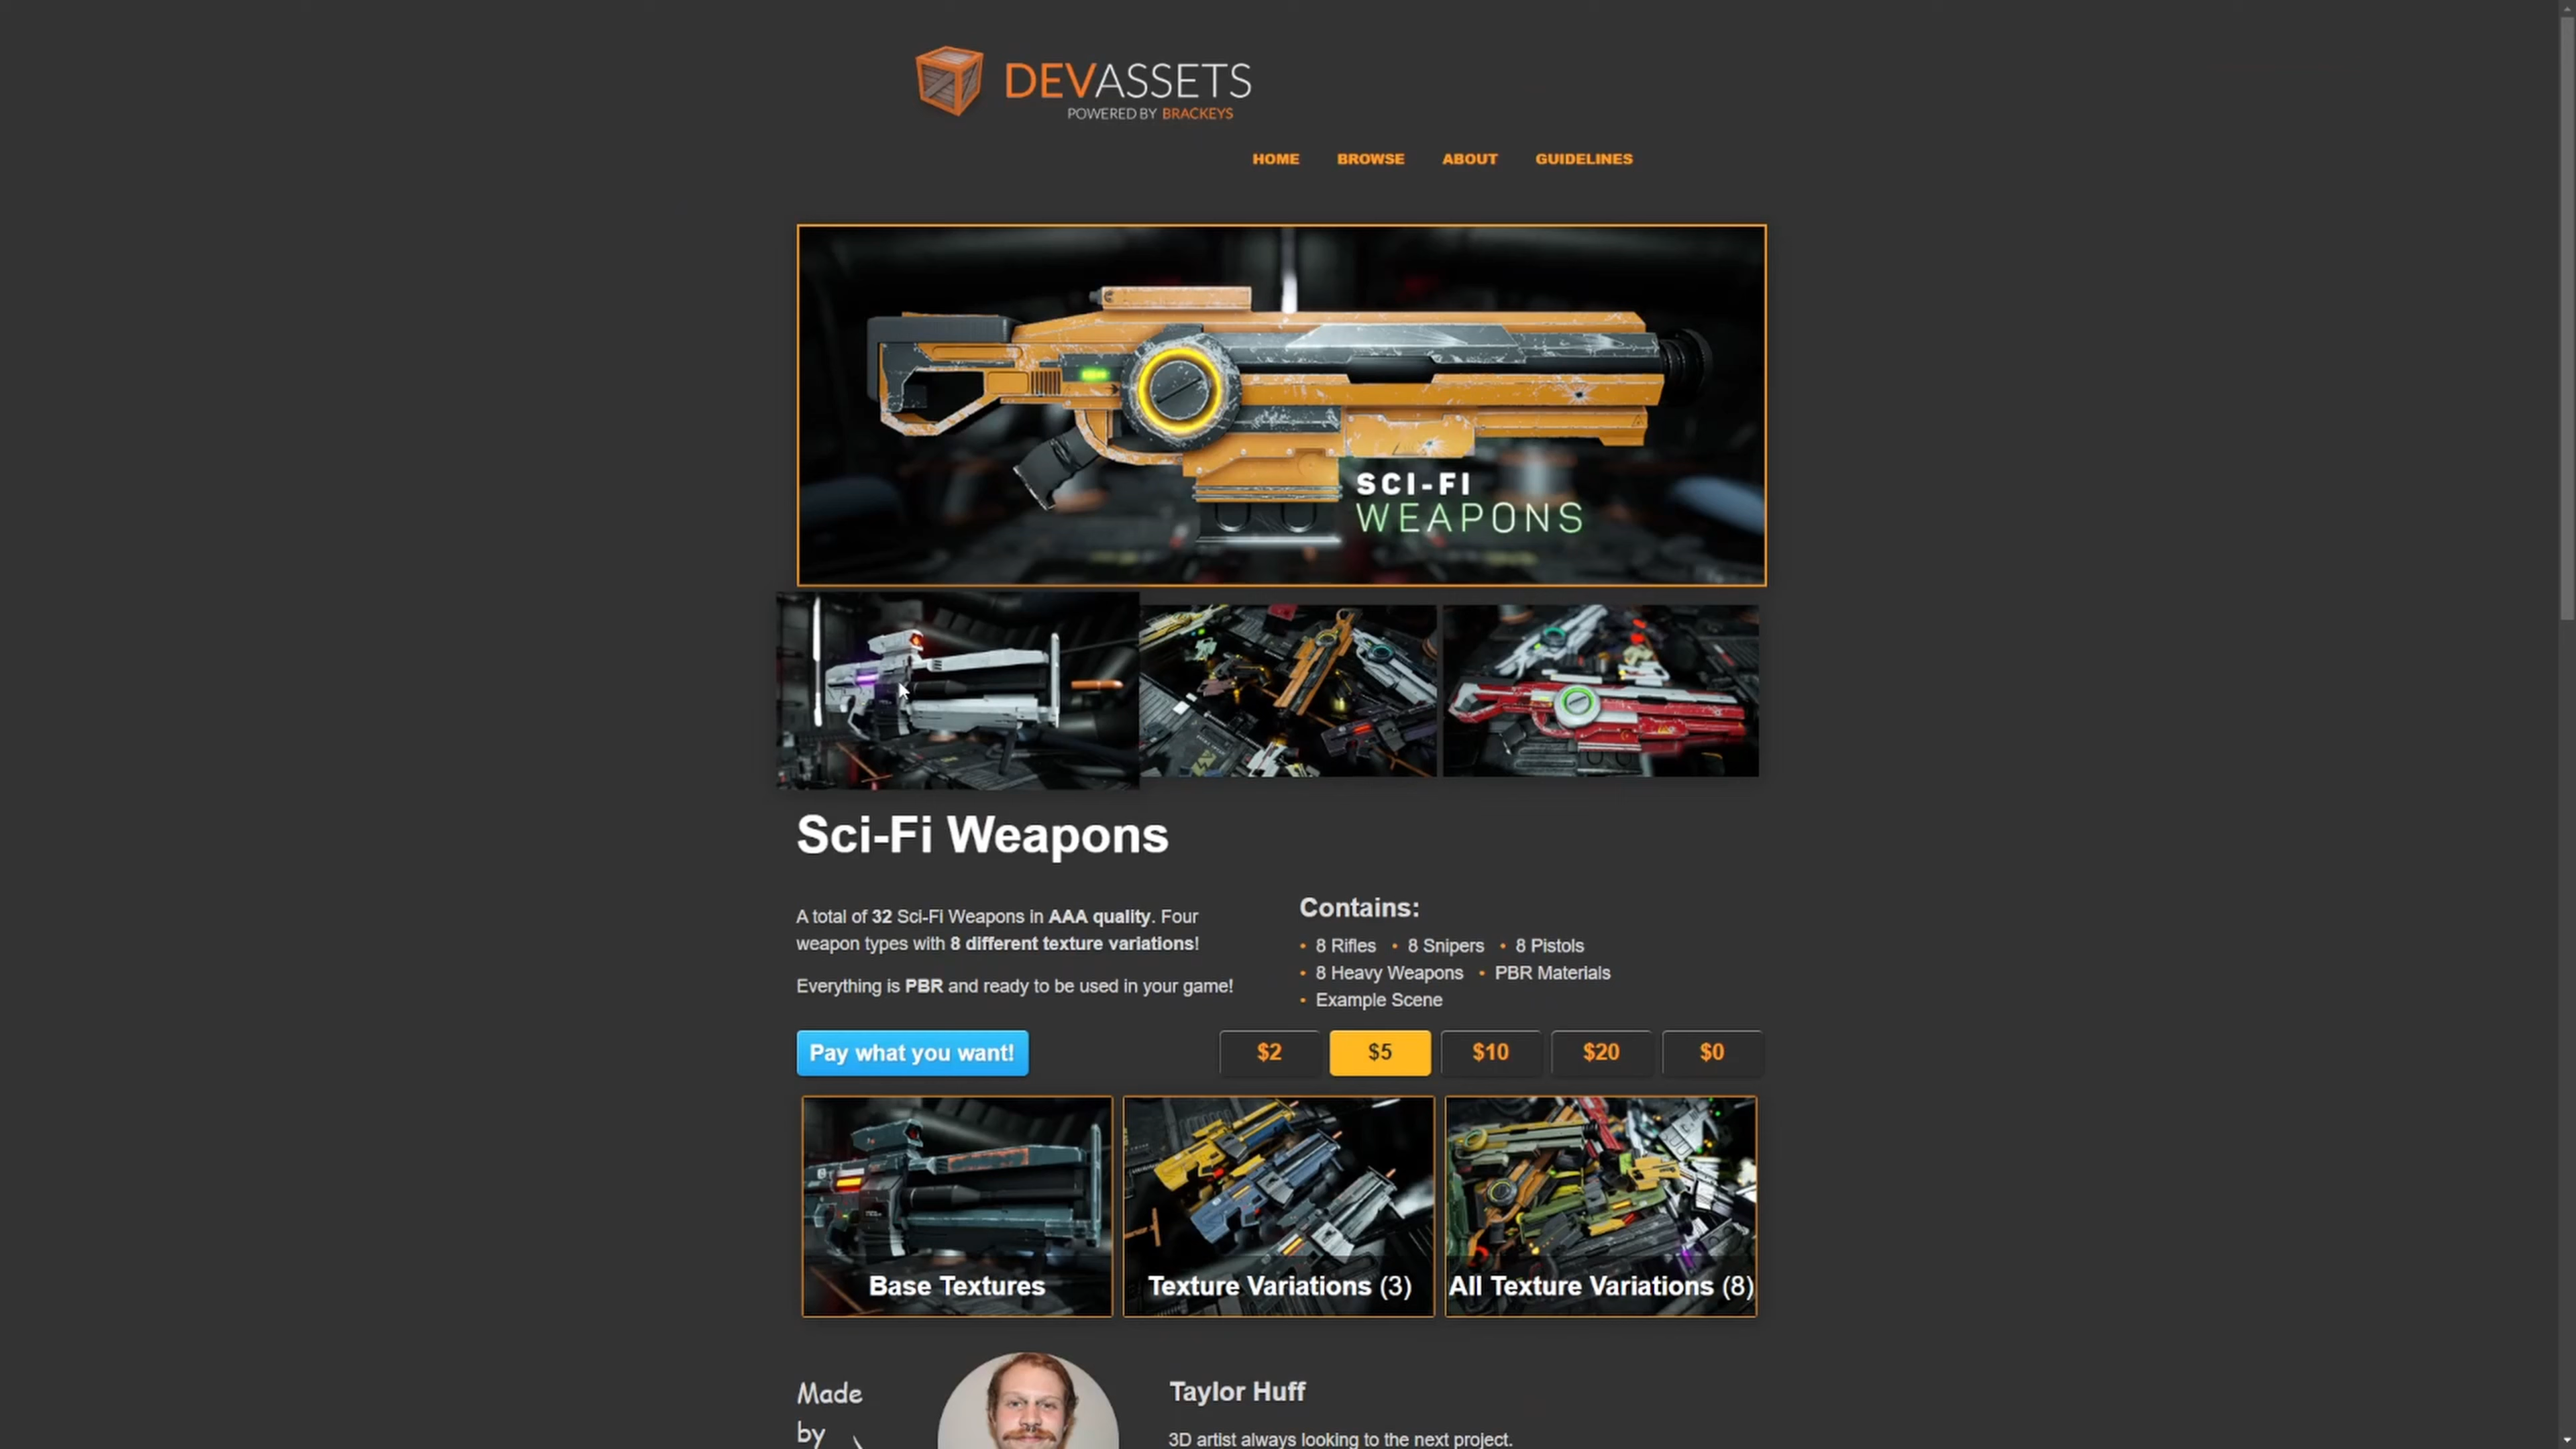 DEVASSETS
POWERED BY BRACKEYS
HOME BROWSE ABOUT GUIDELINES
SCI-FI
WEAPONS
Sci-Fi Weapons
A total of 32 Sci-Fi Weapons in AAA quality. Four
weapon types with 8 different texture variations!
Everything is PBR and ready to be used in your game!
Contains:
• 8 Rifles • 8 Snipers • 8 Pistols
• 8 Heavy Weapons • PBR Materials
• Example Scene
Pay what you want!
$2 $5 $10 $20 $0
Base Textures
Texture Variations (3)
All Texture Variations (8)
Made
by
Taylor Huff
3D artist always looking to the next project.